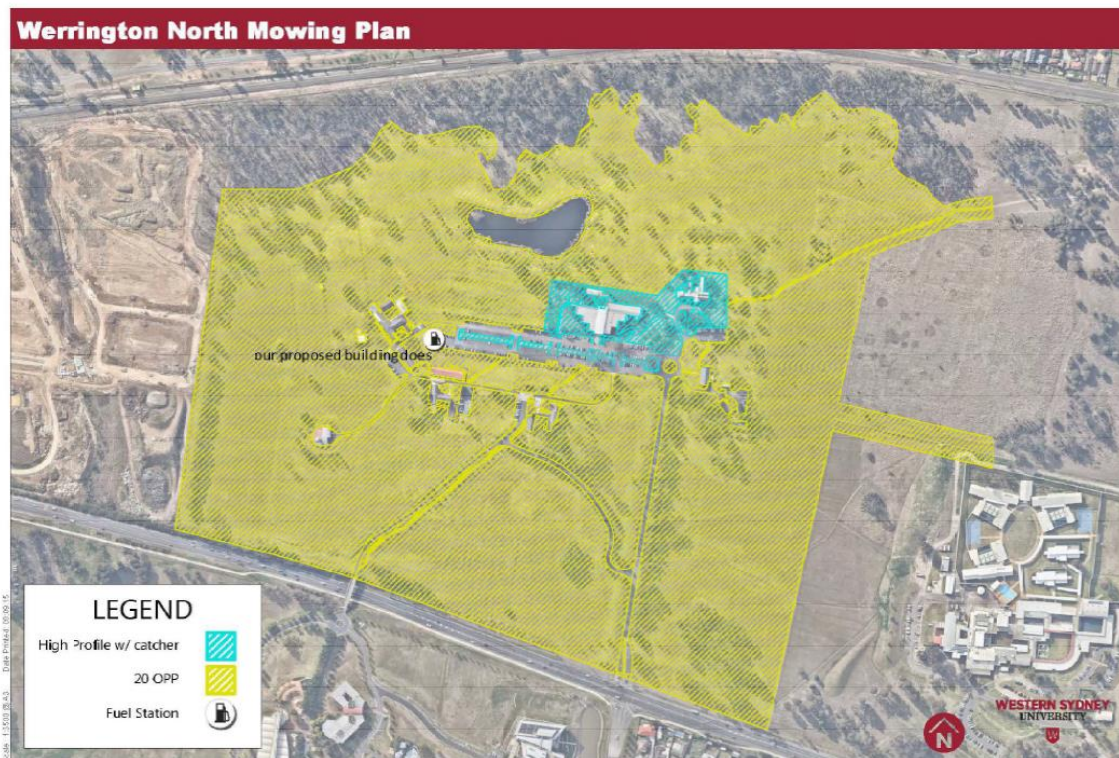 Werrington North Mowing Plan
our proposed building does
LEGEND
High Profile w/ catcher
20 OPP
Fuel Station
N
WESTERN SYDNEY
UNIVERSITY
W